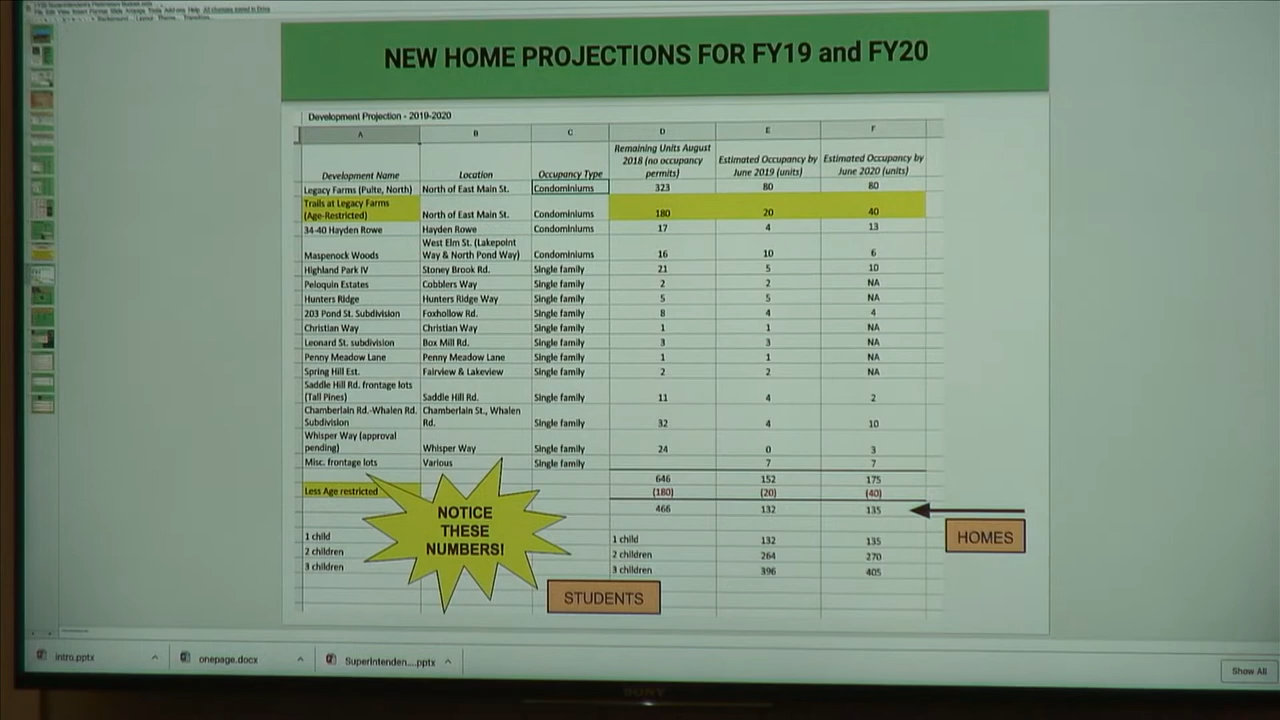 NEW HOME PROJECTIONS FOR FY19 and FY20
Development Projection - 2019-2020
A B C D E F
Development Name Location Occupancy Type Remaining Units August 2018 (no occupancy permits) Estimated Occupancy by June 2019 (units) Estimated Occupancy by June 2020 (units)
Legacy Farms (Pulte, North) North of East Main St. Condominiums 323 80 80
Trails at Legacy Farms (Age-Restricted) North of East Main St. Condominiums 180 20 40
34-40 Hayden Rowe Hayden Rowe Condominiums 17 4 13
Maspenock Woods West Elm St. (Lakepoint Way & North Pond Way) Condominiums 16 10 6
Highland Park IV Stoney Brook Rd. Single family 21 5 10
Peloquin Estates Cobblers Way Single family 2 2 NA
Hunters Ridge Hunters Ridge Way Single family 5 5 NA
203 Pond St. Subdivision Foxhollow Rd. Single family 8 4 4
Christian Way Christian Way Single family 1 1 NA
Leonard St. subdivision Box Mill Rd. Single family 3 3 NA
Penny Meadow Lane Penny Meadow Lane Single family 1 1 NA
Spring Hill Est. Fairview & Lakeview Single family 2 2 NA
Saddle Hill Rd. frontage lots (Tall Pines) Saddle Hill Rd. Single family 11 4 2
Chamberlain Rd.-Whalen Rd. Subdivision Chamberlain St., Whalen Rd. Single family 32 4 10
Whisper Way (approval pending) Whisper Way Single family 24 0 3
Misc. frontage lots Various Single family 7 7
646 152 175
Less Age restricted (180) (20) (40)
466 132 135
HOMES
NOTICE
THESE
NUMBERS!
1 child 1 child 132 135
2 children 2 children 264 270
3 children 3 children 396 405
STUDENTS
intro.pptx onepage.docx Superintenden....pptx Show All
SONY